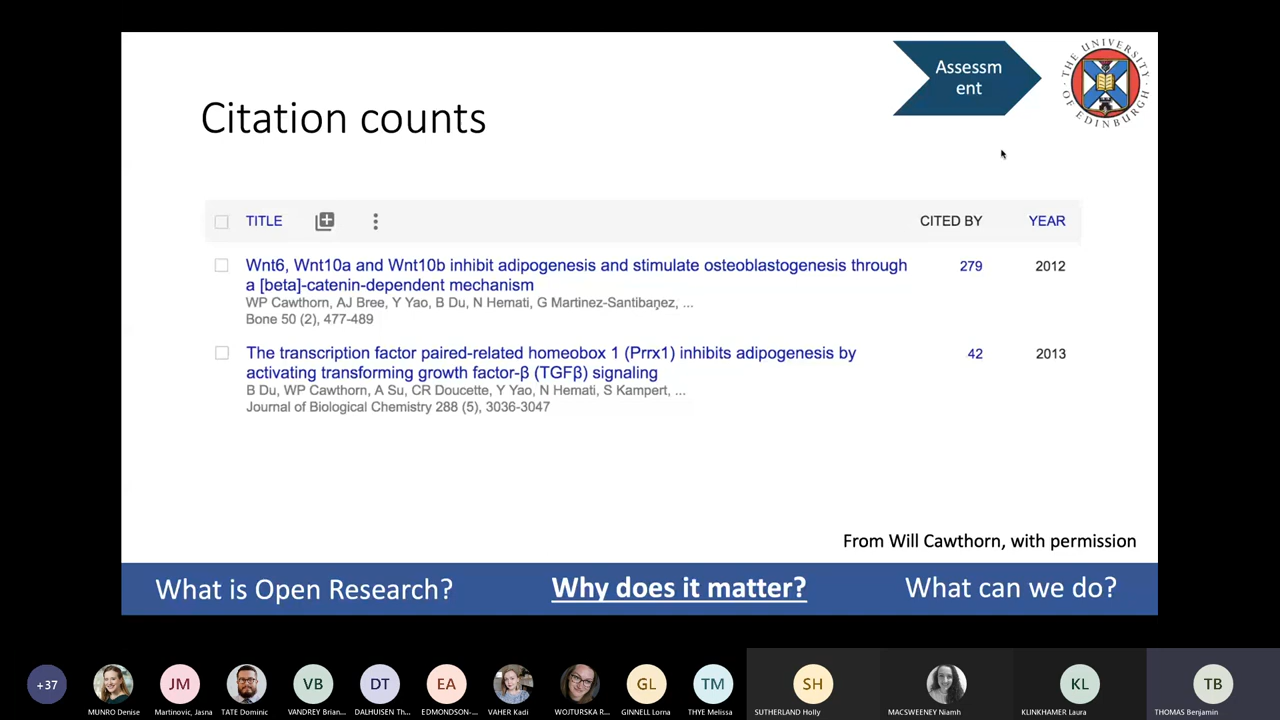 Assessm
ent
THE UNIVERSITY OF EDINBURGH
Citation counts
TITLE CITED BY YEAR
Wnt6, Wnt10a and Wnt10b inhibit adipogenesis and stimulate osteoblastogenesis through 279 2012
a [beta]-catenin-dependent mechanism
WP Cawthorn, AJ Bree, Y Yao, B Du, N Hemati, G Martinez-Santibaņez, ...
Bone 50 (2), 477-489
The transcription factor paired-related homeobox 1 (Prrx1) inhibits adipogenesis by 42 2013
activating transforming growth factor-β (TGFβ) signaling
B Du, WP Cawthorn, A Su, CR Doucette, Y Yao, N Hemati, S Kampert, ...
Journal of Biological Chemistry 288 (5), 3036-3047
From Will Cawthorn, with permission
What is Open Research? Why does it matter? What can we do?
+37 JM VB DT EA GL TM SH KL TB
MUNRO Denise Martinovic, Jasna TATE Dominic VANDREY Brian... DALHUISEN Th... EDMONDSON-... VAHER Kadi WOJTURSKA R... GINNELL Lorna THYE Melissa SUTHERLAND Holly MACSWEENEY Niamh KLINKHAMER Laura THOMAS Benjamin